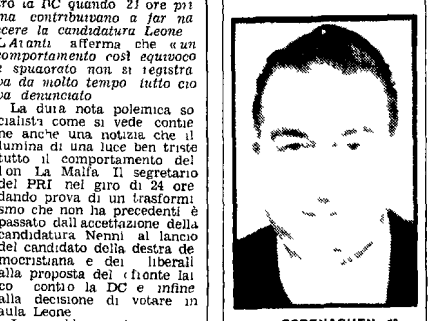 la DC quando 21 ore
ma contribuivano a far na
cere la candidatura Leone
L Avanti afferma che « un
comportamento così equivoco
e spudorato non si registra
va da molto tempo tutto cio
va denunciato
La dura nota polemica so
cialista come si vede contie
ne anche una notizia che il
lumina di una luce ben triste
tutto il comportamento del
l on La Malfa Il segretario
del PRI nel giro di 24 ore
dando prova di un trasformi
smo che non ha precedenti è
passato dall accettazione della
candidatura Nenni al lancio
del candidato della destra de
mocristiana e dei liberali
alla proposta del fronte lai
co contro la DC e infine
alla decisione di votare in
aula Leone
COPENAGHEN